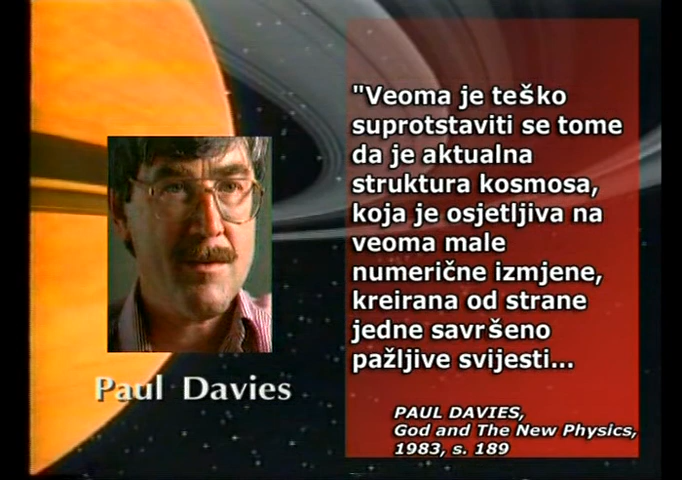 "Veoma je teško
suprotstaviti se tome
da je aktualna
struktura kosmosa,
koja je osjetljiva na
veoma male
numerične izmjene,
kreirana od strane
jedne savršeno
pažljive svijesti...
PAUL DAVIES,
God and The New Physics,
1983, s. 189
Paul Davies